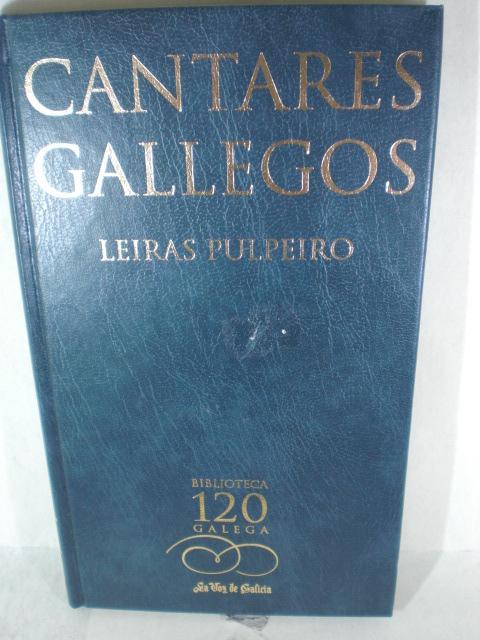 CANTARES
GALLEGOS
LEIRAS PULPEIRO
BIBLIOTECA
120
GALEGA
La Voz de Galicia